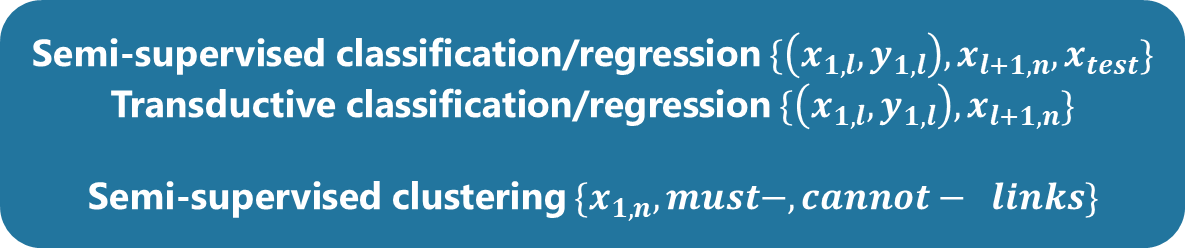 Semi-supervised classification/regression {(x₁,ₗ, y₁,ₗ), xₗ₊₁,ₙ, x_test}
Transductive classification/regression {(x₁,ₗ, y₁,ₗ), xₗ₊₁,ₙ}
Semi-supervised clustering {x₁,ₙ, must−, cannot − links}